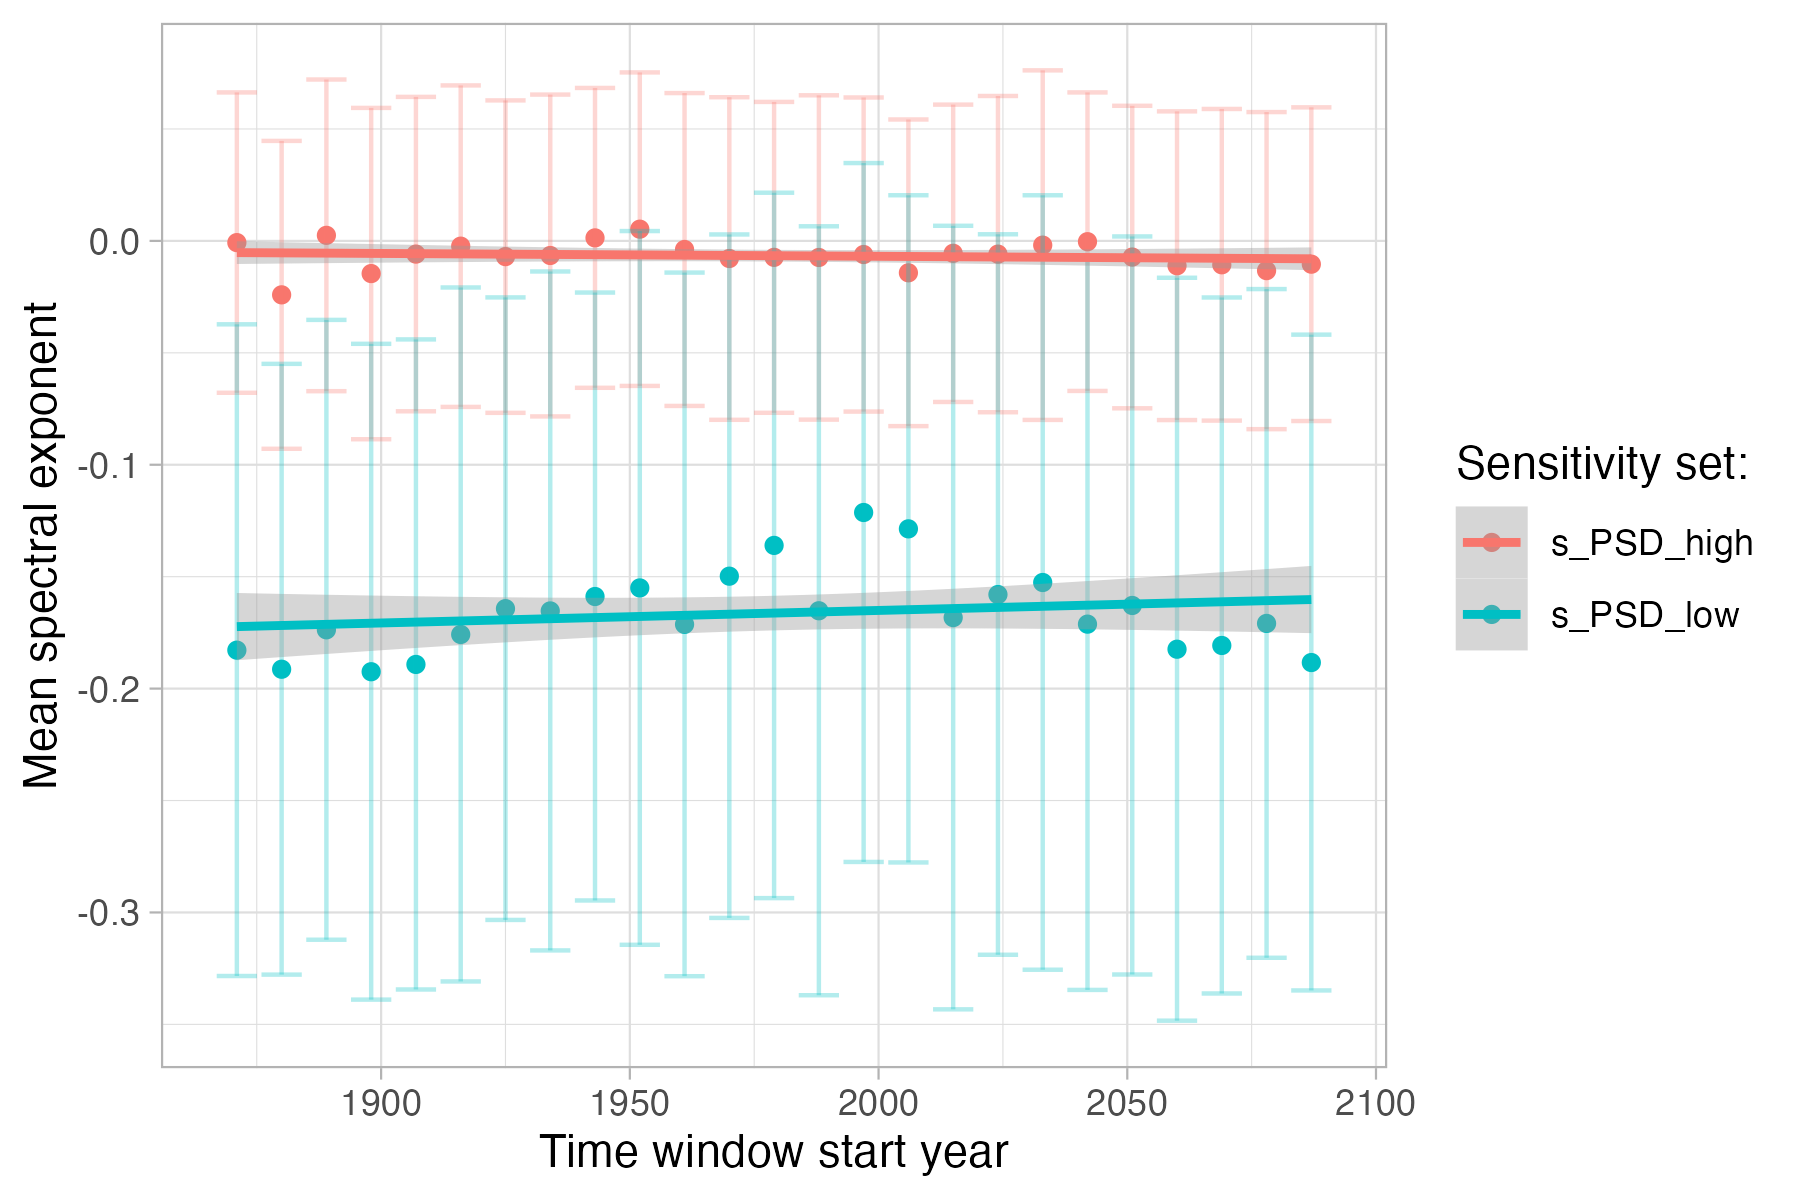 Mean spectral exponent
0.0
-0.1
-0.2
-0.3
1900 1950 2000 2050 2100
Time window start year
Sensitivity set:
s_PSD_high
s_PSD_low